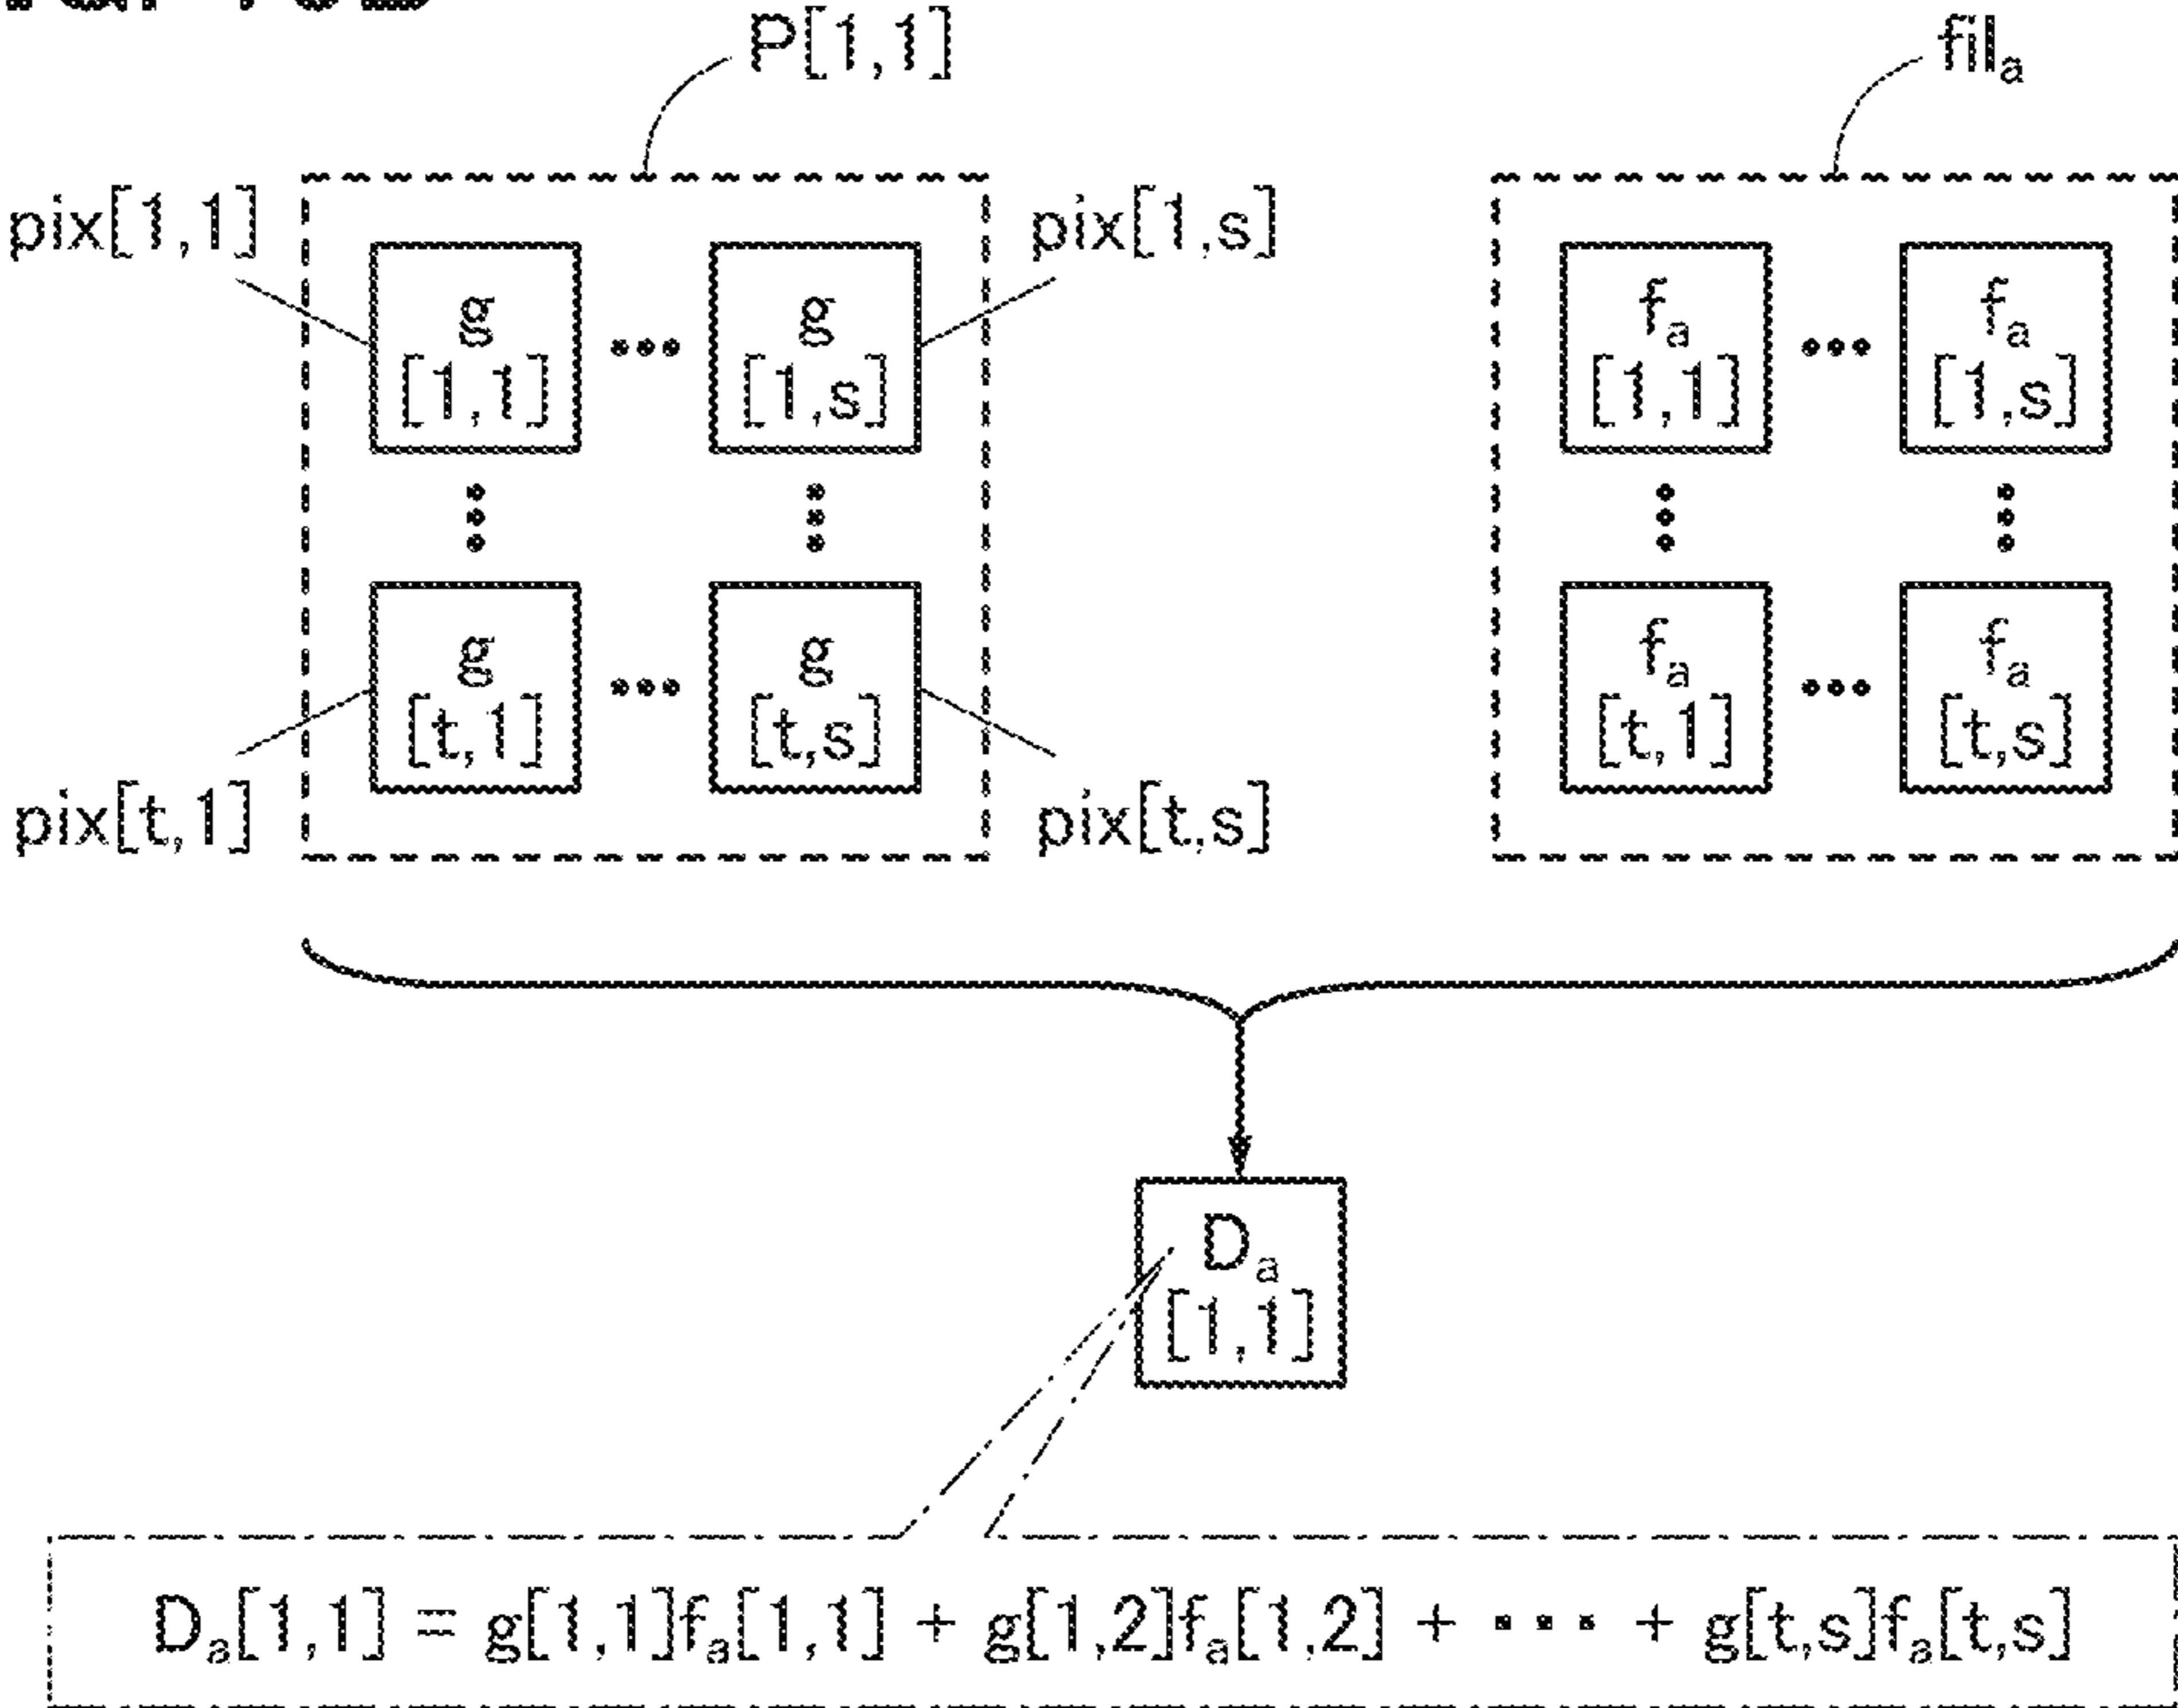 P[1,1]
fil_a
pix[1,1]
pix[1,s]
g
[1,1]
g
[1,s]
f_a
[1,1]
f_a
[1,s]
g
[t,1]
g
[t,s]
f_a
[t,1]
f_a
[t,s]
pix[t,1]
pix[t,s]
D_a
[1,1]
D_a[1,1] = g[1,1]f_a[1,1] + g[1,2]f_a[1,2] + ••• + g[t,s]f_a[t,s]